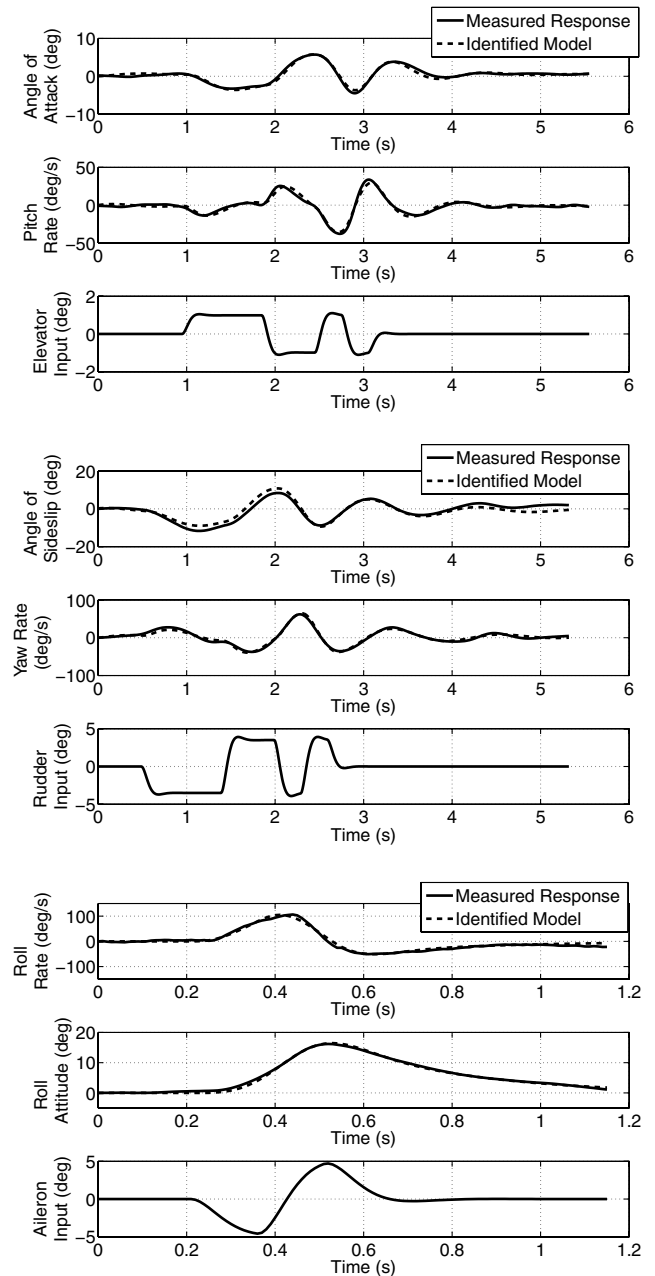 Measured Response
Identified Model
Angle of
Attack (deg)
10
0
−10
0 1 2 3 4 5 6
Time (s)
Pitch
Rate (deg/s)
50
0
−50
0 1 2 3 4 5 6
Time (s)
Elevator
Input (deg)
2
0
−2
0 1 2 3 4 5 6
Time (s)
Measured Response
Identified Model
Angle of
Sideslip (deg)
20
0
−20
0 1 2 3 4 5 6
Time (s)
Yaw Rate
(deg/s)
100
0
−100
0 1 2 3 4 5 6
Time (s)
Rudder
Input (deg)
5
0
−5
0 1 2 3 4 5 6
Time (s)
Measured Response
Identified Model
Roll
Rate (deg/s)
100
0
−100
0 0.2 0.4 0.6 0.8 1 1.2
Time (s)
Roll
Attitude (deg)
20
10
0
0 0.2 0.4 0.6 0.8 1 1.2
Time (s)
Aileron
Input (deg)
5
0
−5
0 0.2 0.4 0.6 0.8 1 1.2
Time (s)